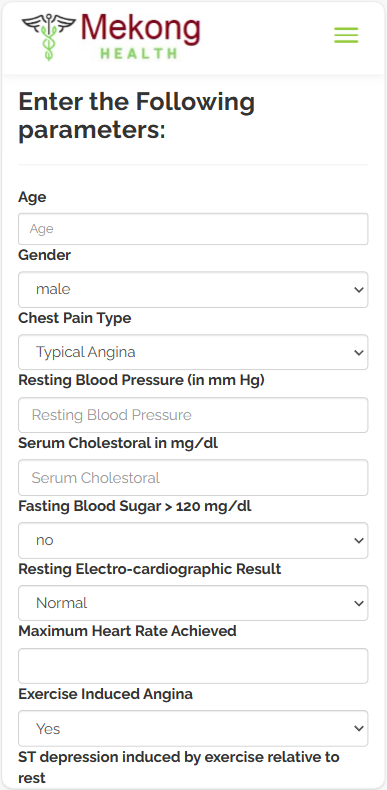 Mekong
HEALTH
Enter the Following
parameters:
Age
Age
Gender
male
Chest Pain Type
Typical Angina
Resting Blood Pressure (in mm Hg)
Resting Blood Pressure
Serum Cholestoral in mg/dl
Serum Cholestoral
Fasting Blood Sugar > 120 mg/dl
no
Resting Electro-cardiographic Result
Normal
Maximum Heart Rate Achieved
Exercise Induced Angina
Yes
ST depression induced by exercise relative to
rest